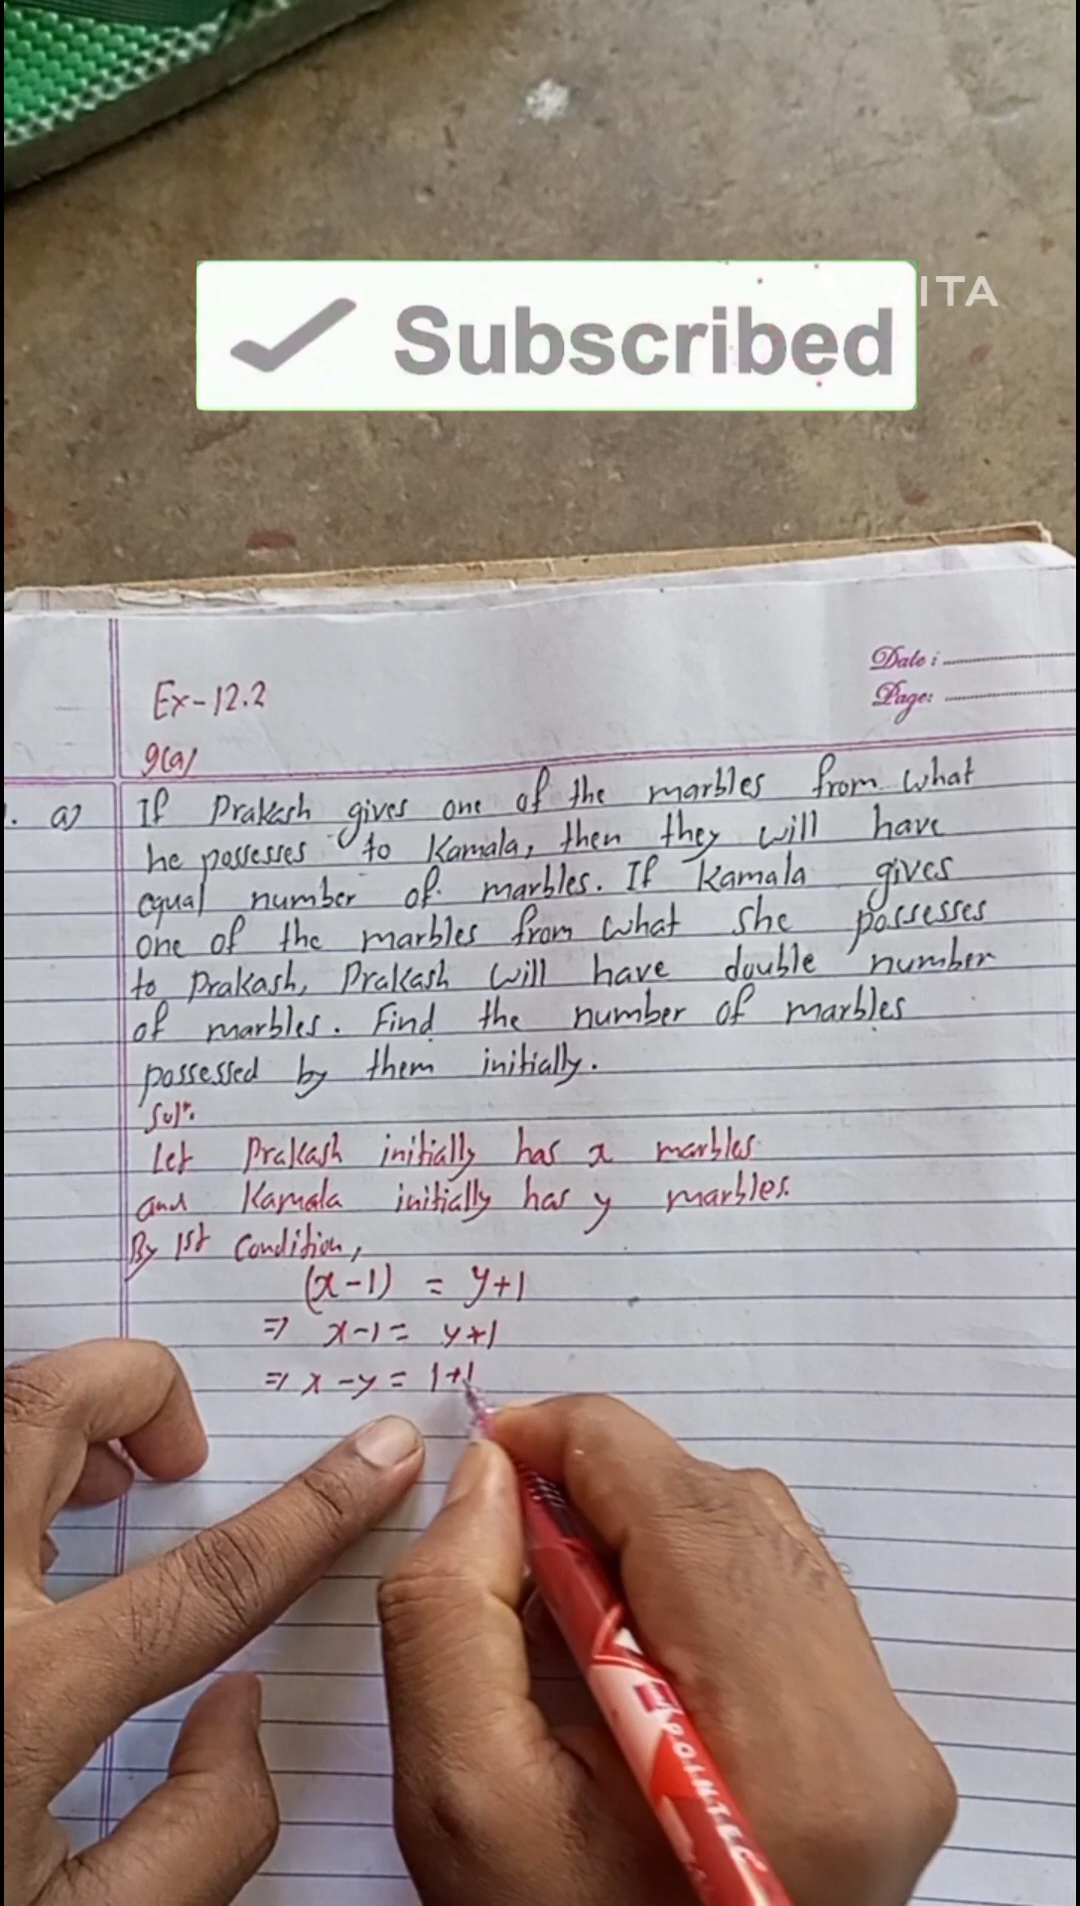 ITA
✓ Subscribed
Date:
Page:
Ex-12.2
9(a)
a) If Prakash gives one of the marbles from what
he possesses to Kamala, then they will have
equal number of marbles. If Kamala gives
one of the marbles from what she possesses
to Prakash, Prakash will have double number
of marbles. Find the number of marbles
possessed by them initially.
Solⁿ.
Let Prakash initially has x marbles
and Kamala initially has y marbles.
By 1st Condition,
(x-1) = y+1
⇒ x-1 = y+1
⇒ x-y = 1+1
POINTEC